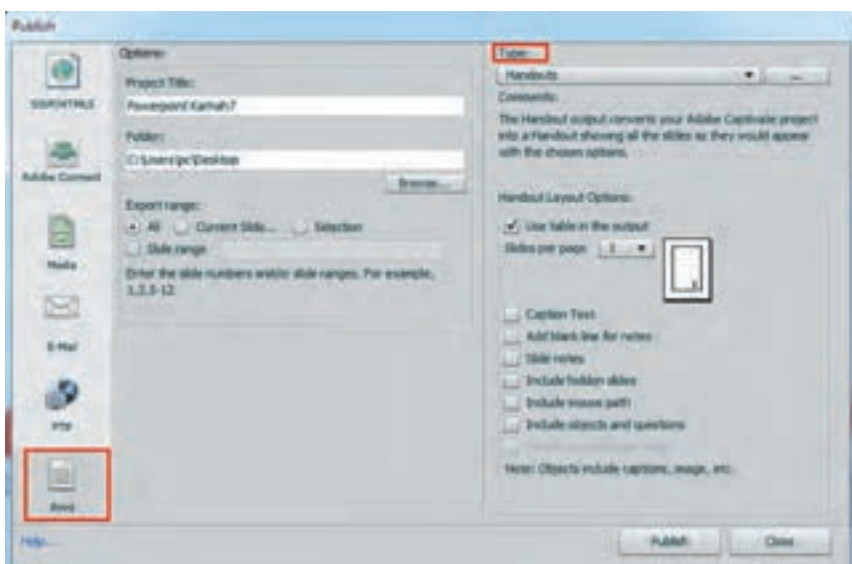 Publish
SWF/HTML5
Adobe Connect
Media
E-Mail
FTP
Print
Help...
Options:
Project Title:
Powerpoint Karhah7
Folder:
C:\Users\pc\Desktop
Browse...
Export range:
All Current Slide... Selection
Slide range
Enter the slide numbers and/or slide ranges. For example,
1,2,5-12
Type:
Handouts ...
Comments:
The Handout output converts your Adobe Captivate project
into a Handout showing all the slides as they would appear
with the chosen options.
Handout Layout Options:
Use table in the output
Slides per page 1
Caption Text
Add blank line for notes
Slide notes
Include hidden slides
Include mouse path
Include objects and questions
Note: Objects include captions, image, etc.
Publish Close